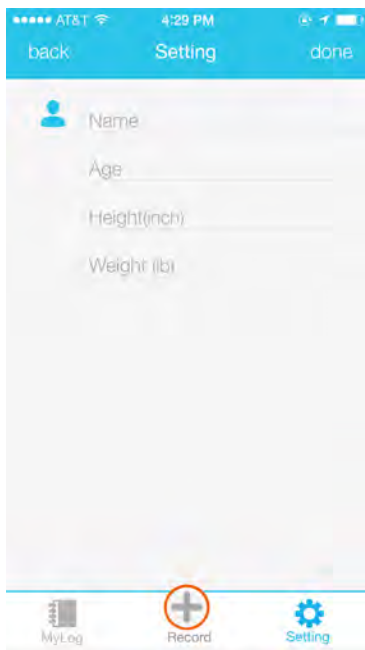 AT&T 4:29 PM
back Setting done
Name
Age
Height(inch)
Weight (lb)
MyLog Record Setting